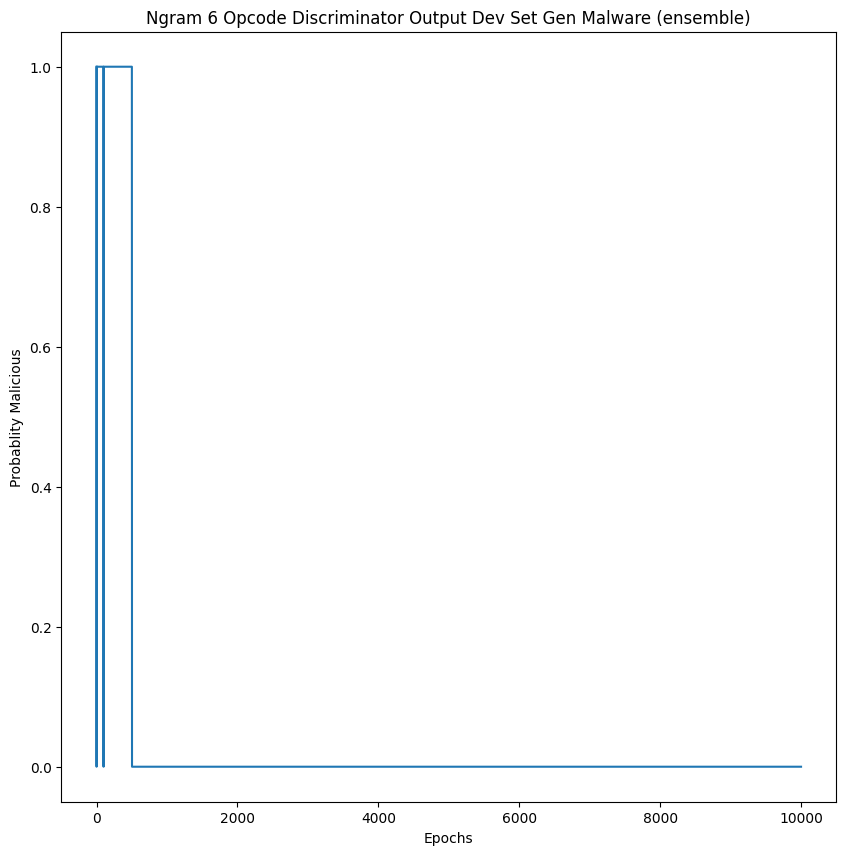 Ngram 6 Opcode Discriminator Output Dev Set Gen Malware (ensemble)
1.0
0.8
0.6
0.4
0.2
0.0
Probablity Malicious
0 2000 4000 6000 8000 10000
Epochs